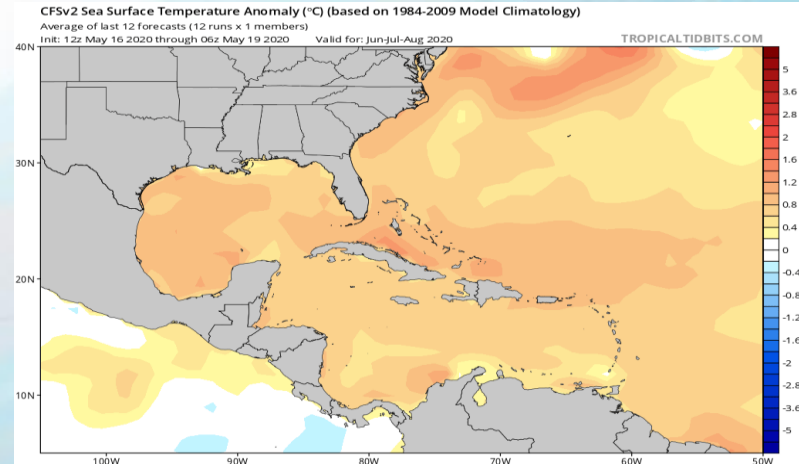 CFSv2 Sea Surface Temperature Anomaly (°C) (based on 1984-2009 Model Climatology)
Average of last 12 forecasts (12 runs x 1 members)
Init: 12z May 16 2020 through 06z May 19 2020 Valid for: Jun-Jul-Aug 2020
TROPICALTIDBITS.COM
40N
30N
20N
10N
100W
90W
80W
70W
60W
50W
5
3.6
2.8
2
1.6
1.2
0.8
0.4
0
-0.4
-0.8
-1.2
-1.6
-2
-2.8
-3.6
-5